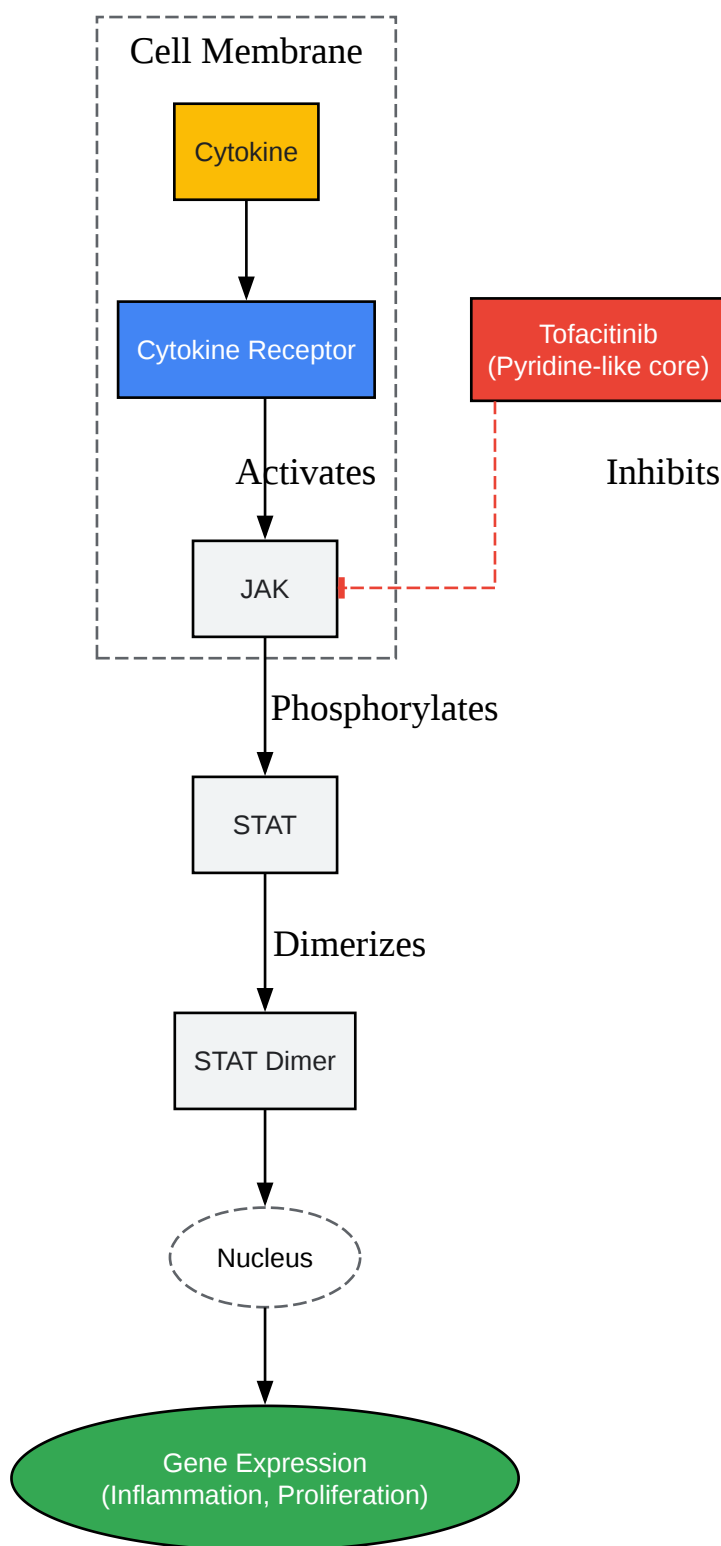 Cell Membrane
Cytokine
Cytokine Receptor
Tofacitinib
(Pyridine-like core)
Activates
Inhibits
JAK
Phosphorylates
STAT
Dimerizes
STAT Dimer
Nucleus
Gene Expression
(Inflammation, Proliferation)